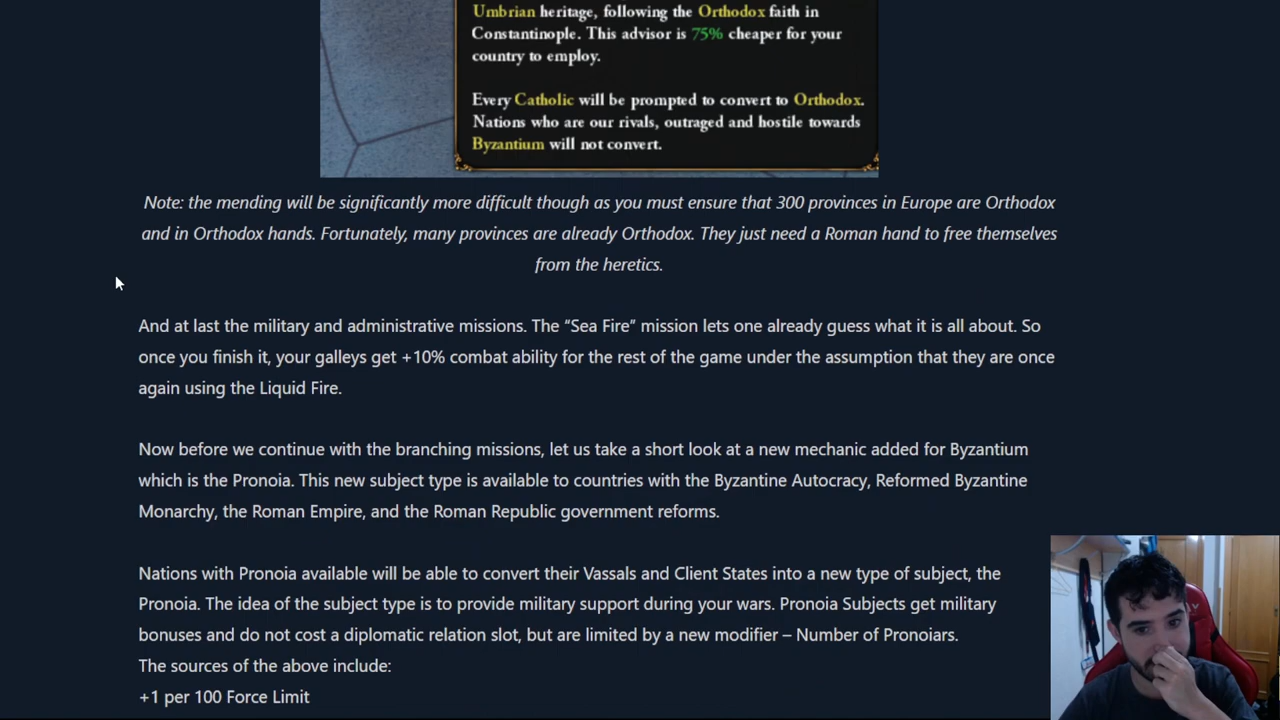 Umbrian heritage, following the Orthodox faith in
Constantinople. This advisor is 75% cheaper for your
country to employ.
Every Catholic will be prompted to convert to Orthodox.
Nations who are our rivals, outraged and hostile towards
Byzantium will not convert.
Note: the mending will be significantly more difficult though as you must ensure that 300 provinces in Europe are Orthodox
and in Orthodox hands. Fortunately, many provinces are already Orthodox. They just need a Roman hand to free themselves
from the heretics.
And at last the military and administrative missions. The “Sea Fire” mission lets one already guess what it is all about. So
once you finish it, your galleys get +10% combat ability for the rest of the game under the assumption that they are once
again using the Liquid Fire.
Now before we continue with the branching missions, let us take a short look at a new mechanic added for Byzantium
which is the Pronoia. This new subject type is available to countries with the Byzantine Autocracy, Reformed Byzantine
Monarchy, the Roman Empire, and the Roman Republic government reforms.
Nations with Pronoia available will be able to convert their Vassals and Client States into a new type of subject, the
Pronoia. The idea of the subject type is to provide military support during your wars. Pronoia Subjects get military
bonuses and do not cost a diplomatic relation slot, but are limited by a new modifier – Number of Pronoiars.
The sources of the above include:
+1 per 100 Force Limit